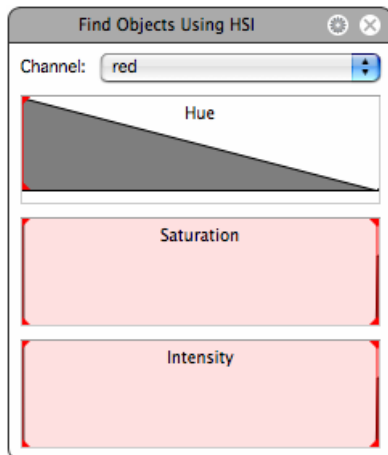 Find Objects Using HSI
Channel: red
Hue
Saturation
Intensity